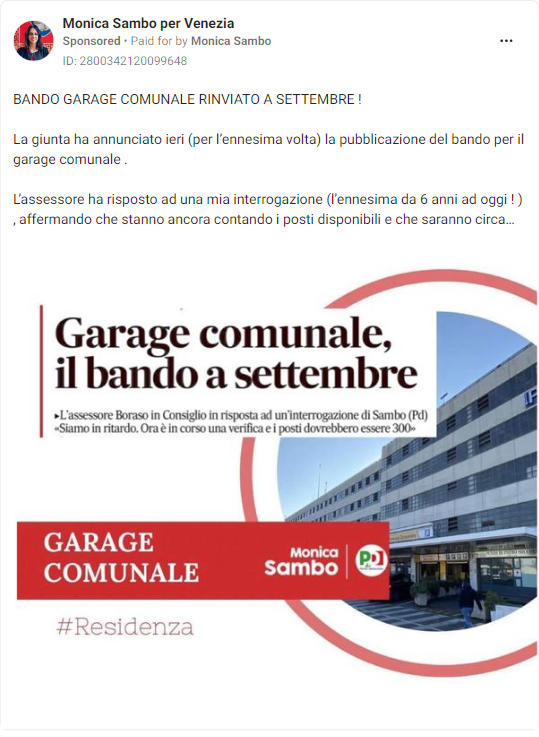 Monica Sambo per Venezia
Sponsored • Paid for by Monica Sambo
ID: 2800342120099648
BANDO GARAGE COMUNALE RINVIATO A SETTEMBRE !
La giunta ha annunciato ieri (per l’ennesima volta) la pubblicazione del bando per il
garage comunale .
L’assessore ha risposto ad una mia interrogazione (l’ennesima da 6 anni ad oggi ! )
, affermando che stanno ancora contando i posti disponibili e che saranno circa…
Garage comunale,
il bando a settembre
▸L’assessore Boraso in Consiglio in risposta ad un’interrogazione di Sambo (Pd)
«Siamo in ritardo. Ora è in corso una verifica e i posti dovrebbero essere 300»
GARAGE
COMUNALE
Monica
Sambo
PD
#Residenza